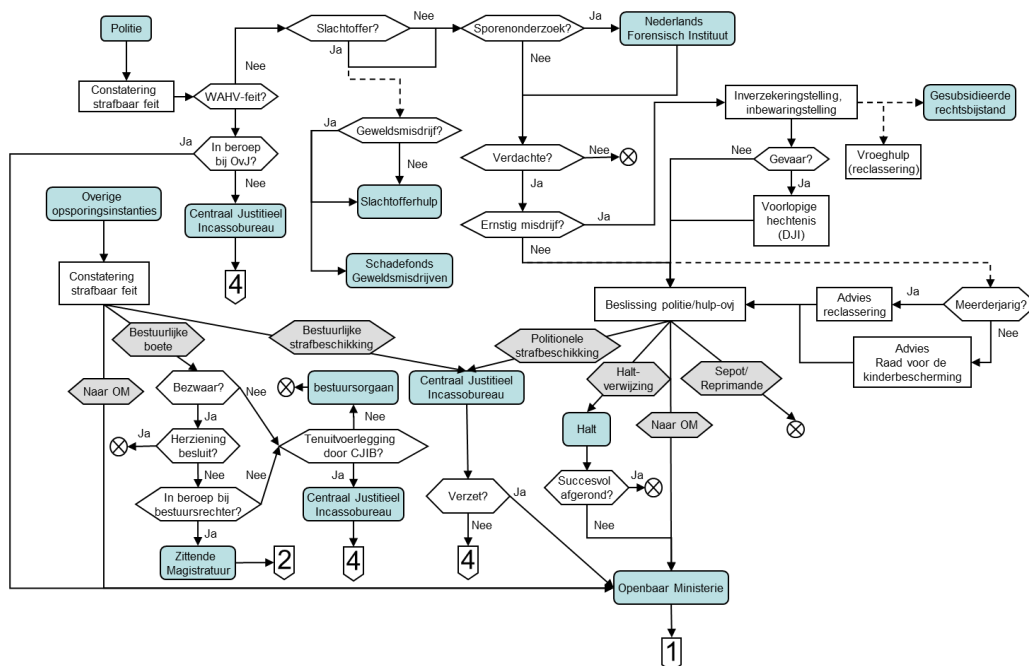 Politie
Constatering
strafbaar feit
WAHV-feit?
Nee
Slachtoffer?
Nee
Ja
Sporenonderzoek?
Ja
Nee
Nederlands
Forensisch Instituut
In beroep
bij OvJ?
Ja
Nee
Centraal Justitieel
Incassobureau
4
Geweldsmisdrijf?
Ja
Nee
Slachtofferhulp
Schadefonds
Geweldsmisdrijven
Verdachte?
Nee
Ja
Ernstig misdrijf?
Ja
Nee
Inverzekeringstelling,
inbewaringstelling
Gesubsidieerde
rechtsbijstand
Vroeghulp
(reclassering)
Gevaar?
Nee
Ja
Voorlopige
hechtenis
(DJI)
Overige
opsporingsinstanties
Constatering
strafbaar feit
Beslissing politie/hulp-ovj
Advies
reclassering
Ja
Meerderjarig?
Nee
Advies
Raad voor de
kinderbescherming
Bestuurlijke
boete
Bestuurlijke
strafbeschikking
Politionele
strafbeschikking
Halt-
verwijzing
Sepot/
Reprimande
Naar OM
Bezwaar?
Nee
Ja
bestuursorgaan
Nee
Centraal Justitieel
Incassobureau
Halt
Naar OM
Herziening
besluit?
Ja
Nee
Tenuitvoerlegging
door CJIB?
Ja
In beroep bij
bestuursrechter?
Nee
Ja
Centraal Justitieel
Incassobureau
4
Verzet?
Ja
Nee
4
Succesvol
afgerond?
Ja
Nee
Zittende
Magistratuur
2
Openbaar Ministerie
1